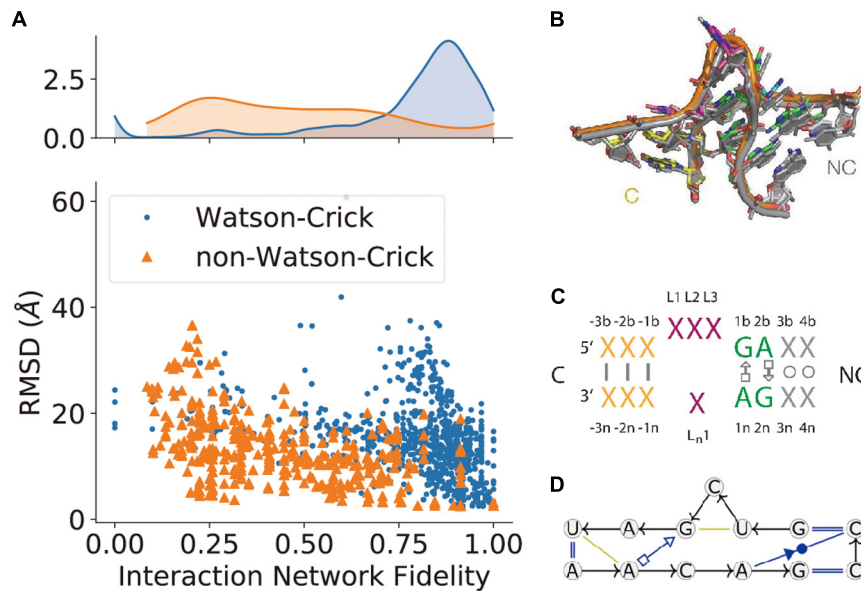 A
2.5
0.0
60
40
20
0
RMSD (Å)
Watson-Crick
non-Watson-Crick
0.00 0.25 0.50 0.75 1.00
Interaction Network Fidelity
B
C
NC
C
L1 L2 L3
-3b -2b -1b 1b 2b 3b 4b
5' XXX XXX GA XX
C NC
3' XXX X AG XX
-3n -2n -1n Ln1 1n 2n 3n 4n
D
C
U A G U G C
A A C A G C